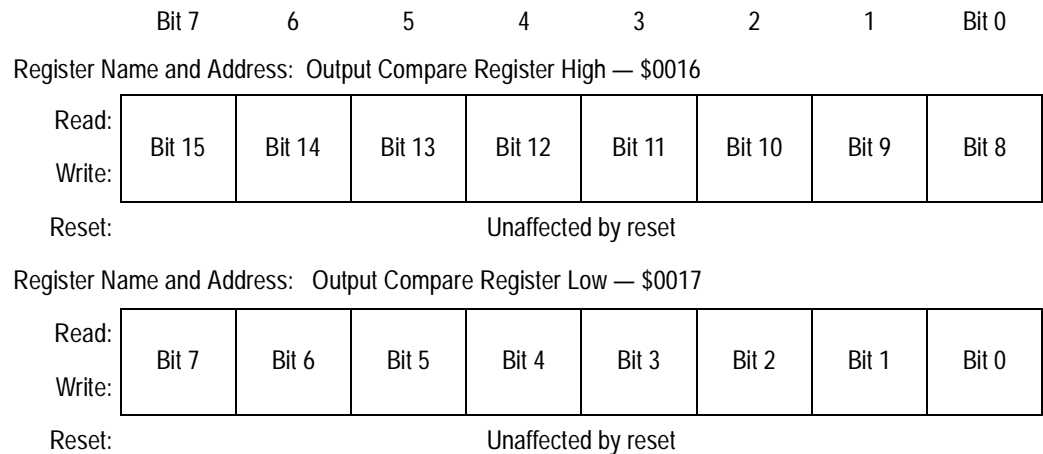 Bit 7 6 5 4 3 2 1 Bit 0
Register Name and Address: Output Compare Register High — $0016
Read:
Bit 15 Bit 14 Bit 13 Bit 12 Bit 11 Bit 10 Bit 9 Bit 8
Write:
Reset: Unaffected by reset
Register Name and Address: Output Compare Register Low — $0017
Read:
Bit 7 Bit 6 Bit 5 Bit 4 Bit 3 Bit 2 Bit 1 Bit 0
Write:
Reset: Unaffected by reset